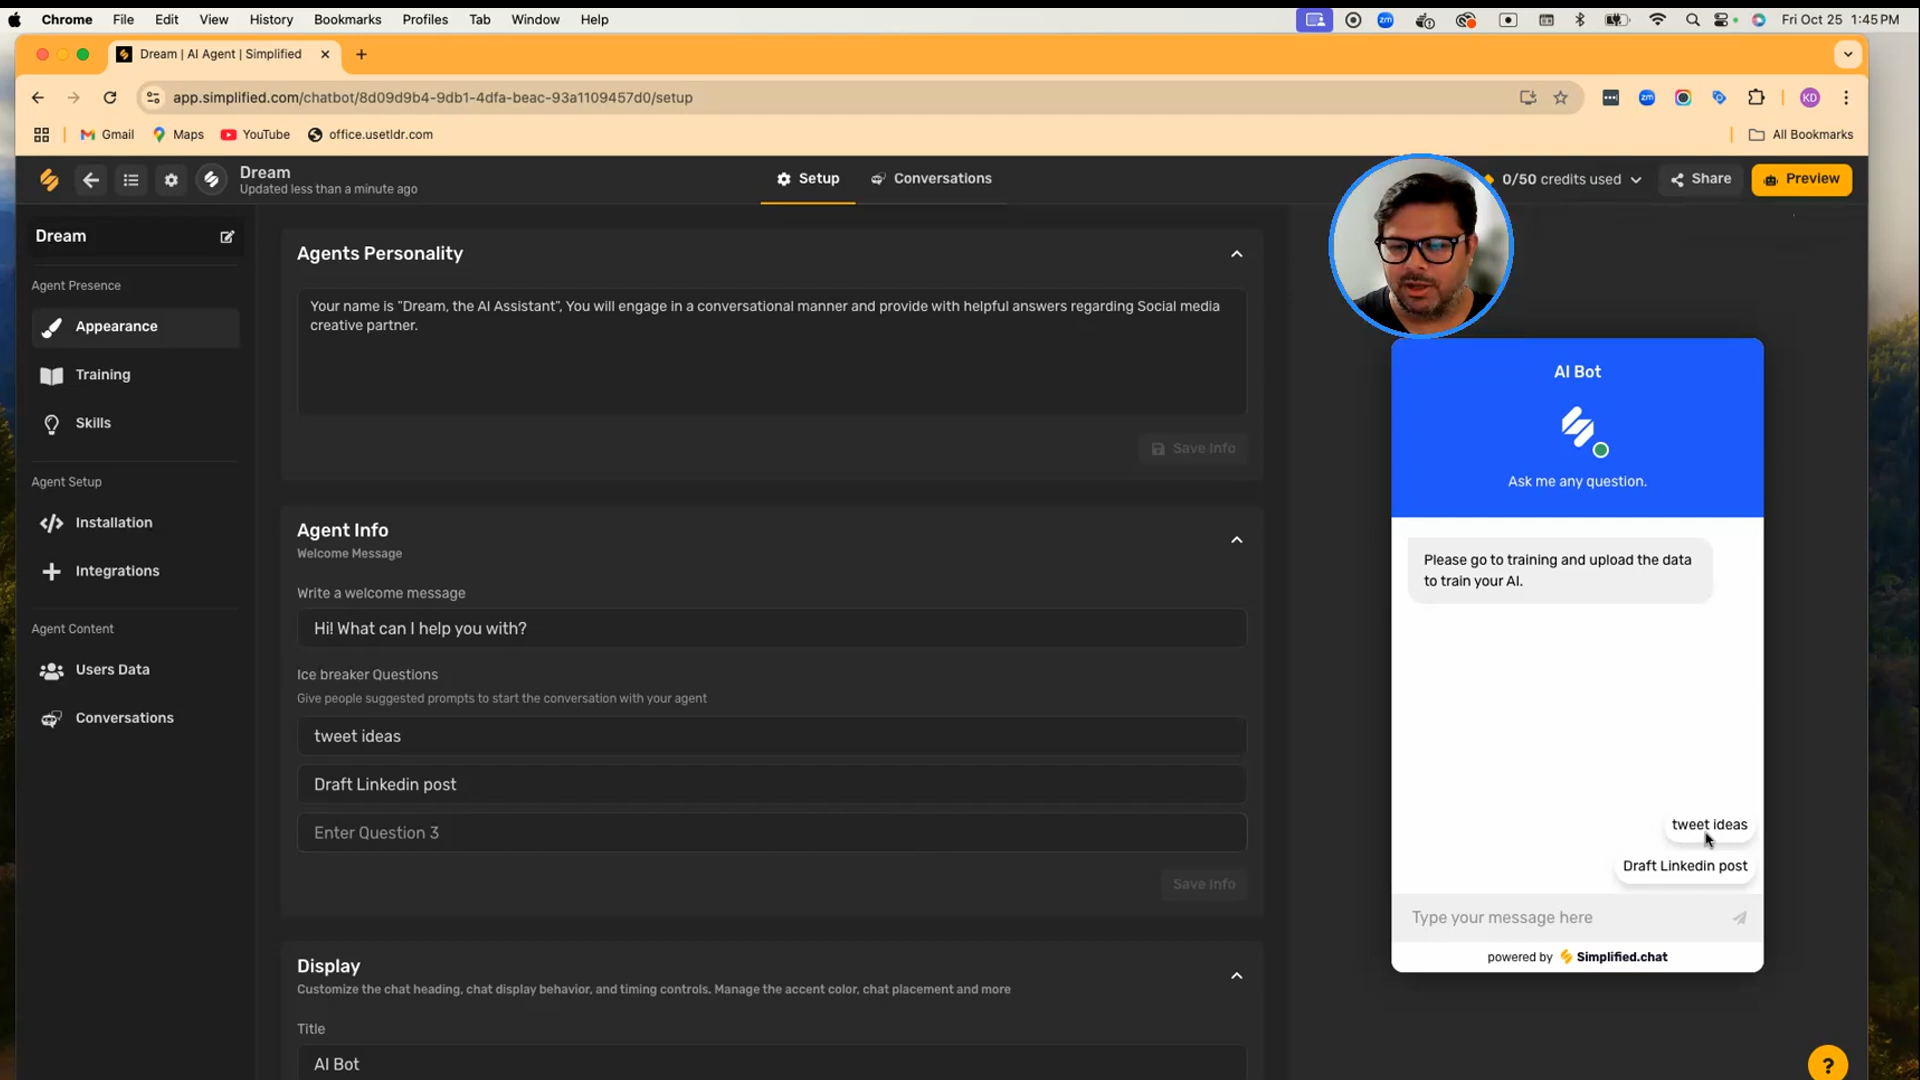 Chrome File Edit View History Bookmarks Profiles Tab Window Help
zm
Fri Oct 25 1:45 PM
Dream | AI Agent | Simplified
app.simplified.com/chatbot/8d09d9b4-9db1-4dfa-beac-93a1109457d0/setup
zm
KD
Gmail Maps YouTube office.usetldr.com All Bookmarks
Dream
Updated less than a minute ago
Setup Conversations
0/50 credits used Share Preview
Dream
Agent Presence
Appearance
Training
Skills
Agent Setup
Installation
Integrations
Agent Content
Users Data
Conversations
Agents Personality
Your name is "Dream, the AI Assistant", You will engage in a conversational manner and provide with helpful answers regarding Social media
creative partner.
Save Info
Agent Info
Welcome Message
Write a welcome message
Hi! What can I help you with?
Ice breaker Questions
Give people suggested prompts to start the conversation with your agent
tweet ideas
Draft Linkedin post
Enter Question 3
Save Info
Display
Customize the chat heading, chat display behavior, and timing controls. Manage the accent color, chat placement and more
Title
AI Bot
AI Bot
Ask me any question.
Please go to training and upload the data
to train your AI.
tweet ideas
Draft Linkedin post
Type your message here
powered by Simplified.chat
?